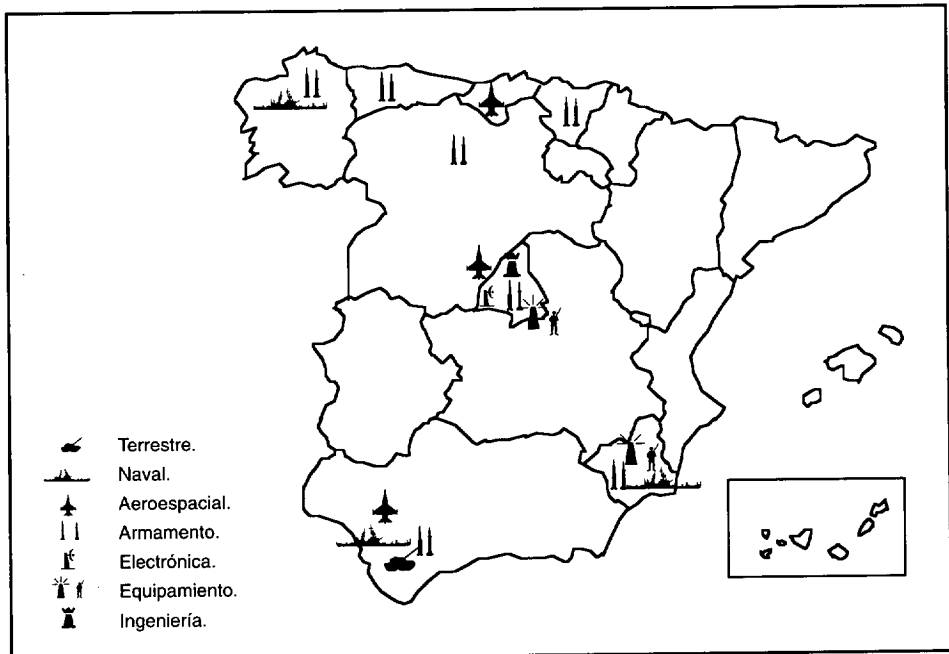 Terrestre.
Naval.
Aeroespacial.
Armamento.
Electrónica.
Equipamiento.
Ingeniería.